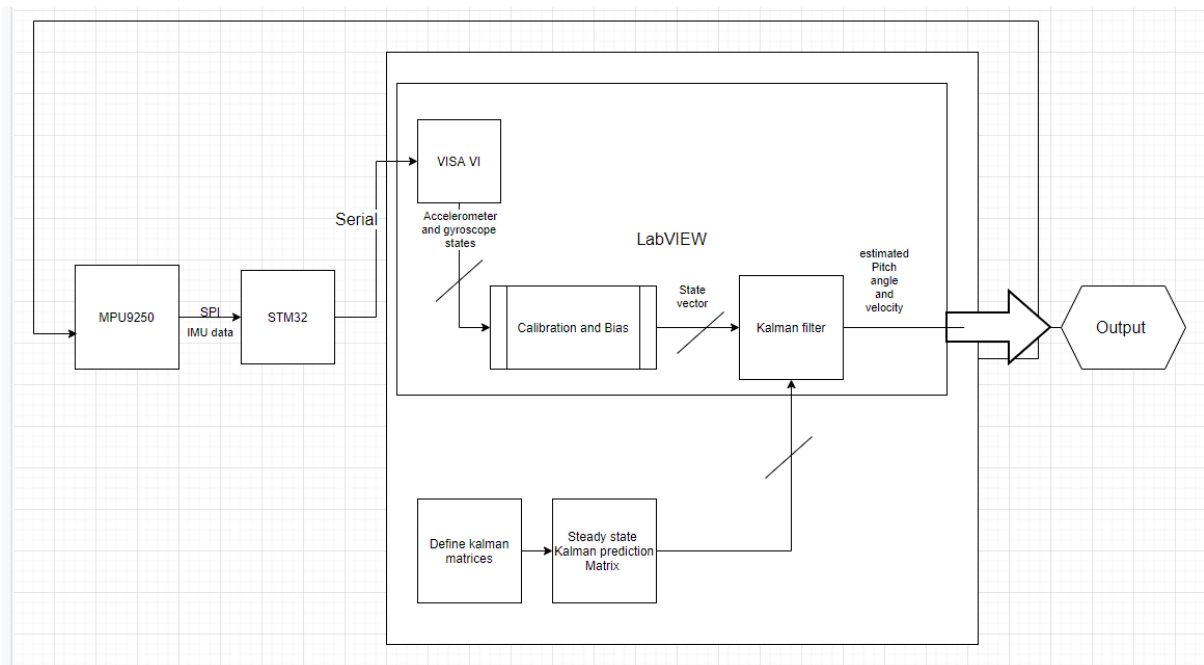 VISA VI
Serial
Accelerometer
and gyroscope
states
LabVIEW
MPU9250
SPI
IMU data
STM32
Calibration and Bias
State
vector
Kalman filter
estimated
Pitch
angle
and
velocity
Output
Define kalman
matrices
Steady state
Kalman prediction
Matrix